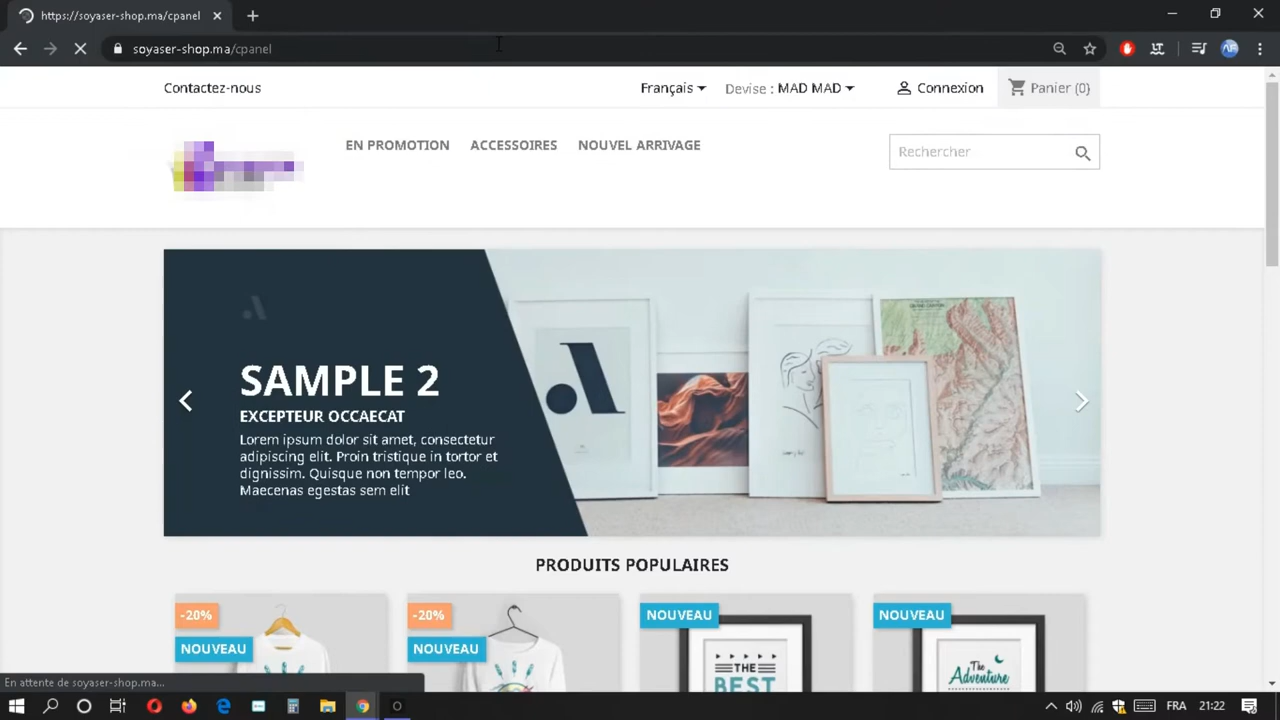 https://soyaser-shop.ma/cpanel
soyaser-shop.ma/cpanel
Contactez-nous
Français
Devise : MAD MAD
Connexion
Panier (0)
EN PROMOTION
ACCESSOIRES
NOUVEL ARRIVAGE
Rechercher
SAMPLE 2
EXCEPTEUR OCCAECAT
Lorem ipsum dolor sit amet, consectetur
adipiscing elit. Proin tristique in tortor et
dignissim. Quisque non tempor leo.
Maecenas egestas sem elit
PRODUITS POPULAIRES
-20%
NOUVEAU
-20%
NOUVEAU
NOUVEAU
THE
BEST
NOUVEAU
The
Adventure
En attente de soyaser-shop.ma...
FRA
21:22